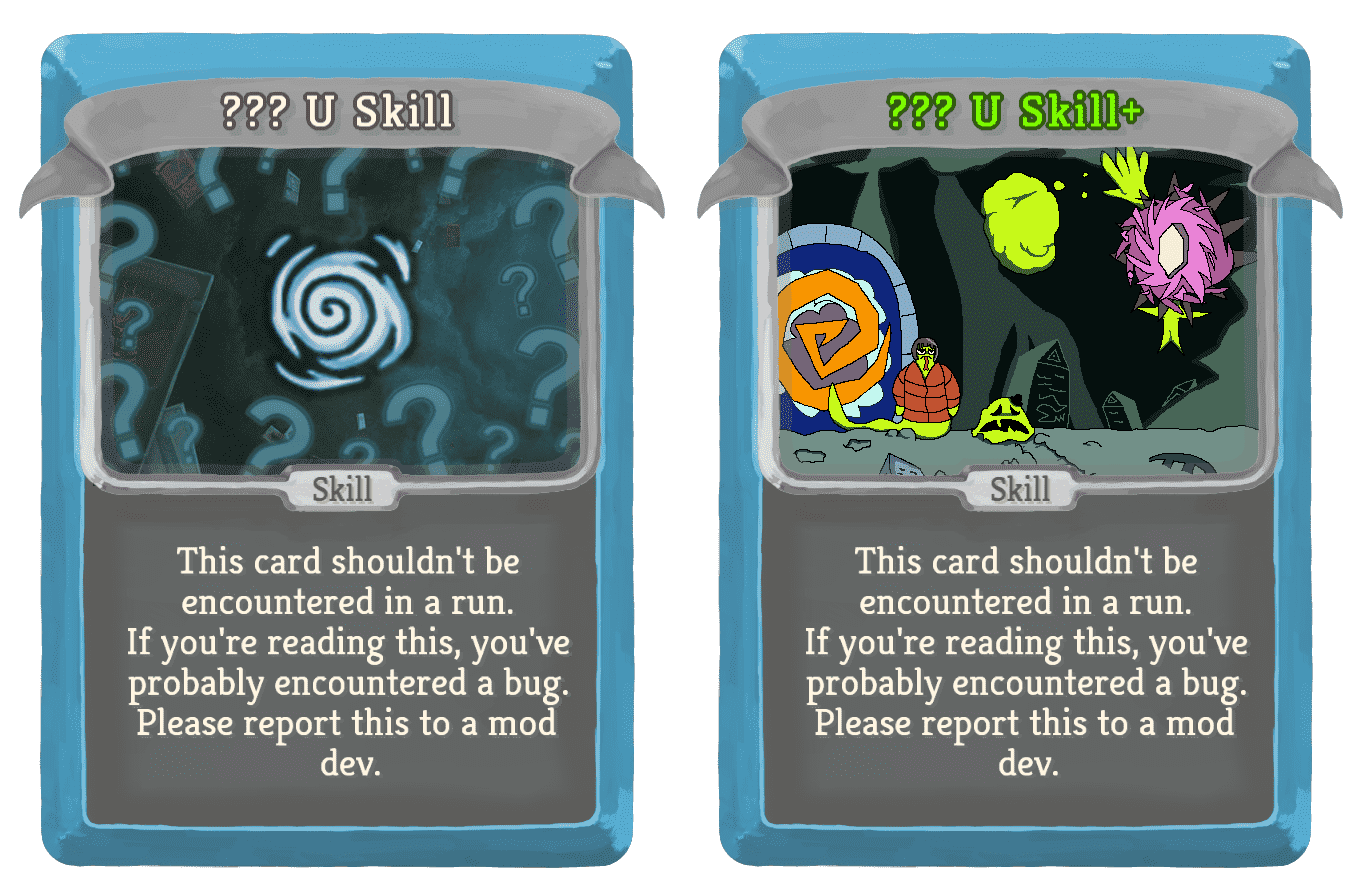 ??? U Skill
Skill
This card shouldn't be
encountered in a run.
If you're reading this, you've
probably encountered a bug.
Please report this to a mod
dev.
??? U Skill+
Skill
This card shouldn't be
encountered in a run.
If you're reading this, you've
probably encountered a bug.
Please report this to a mod
dev.